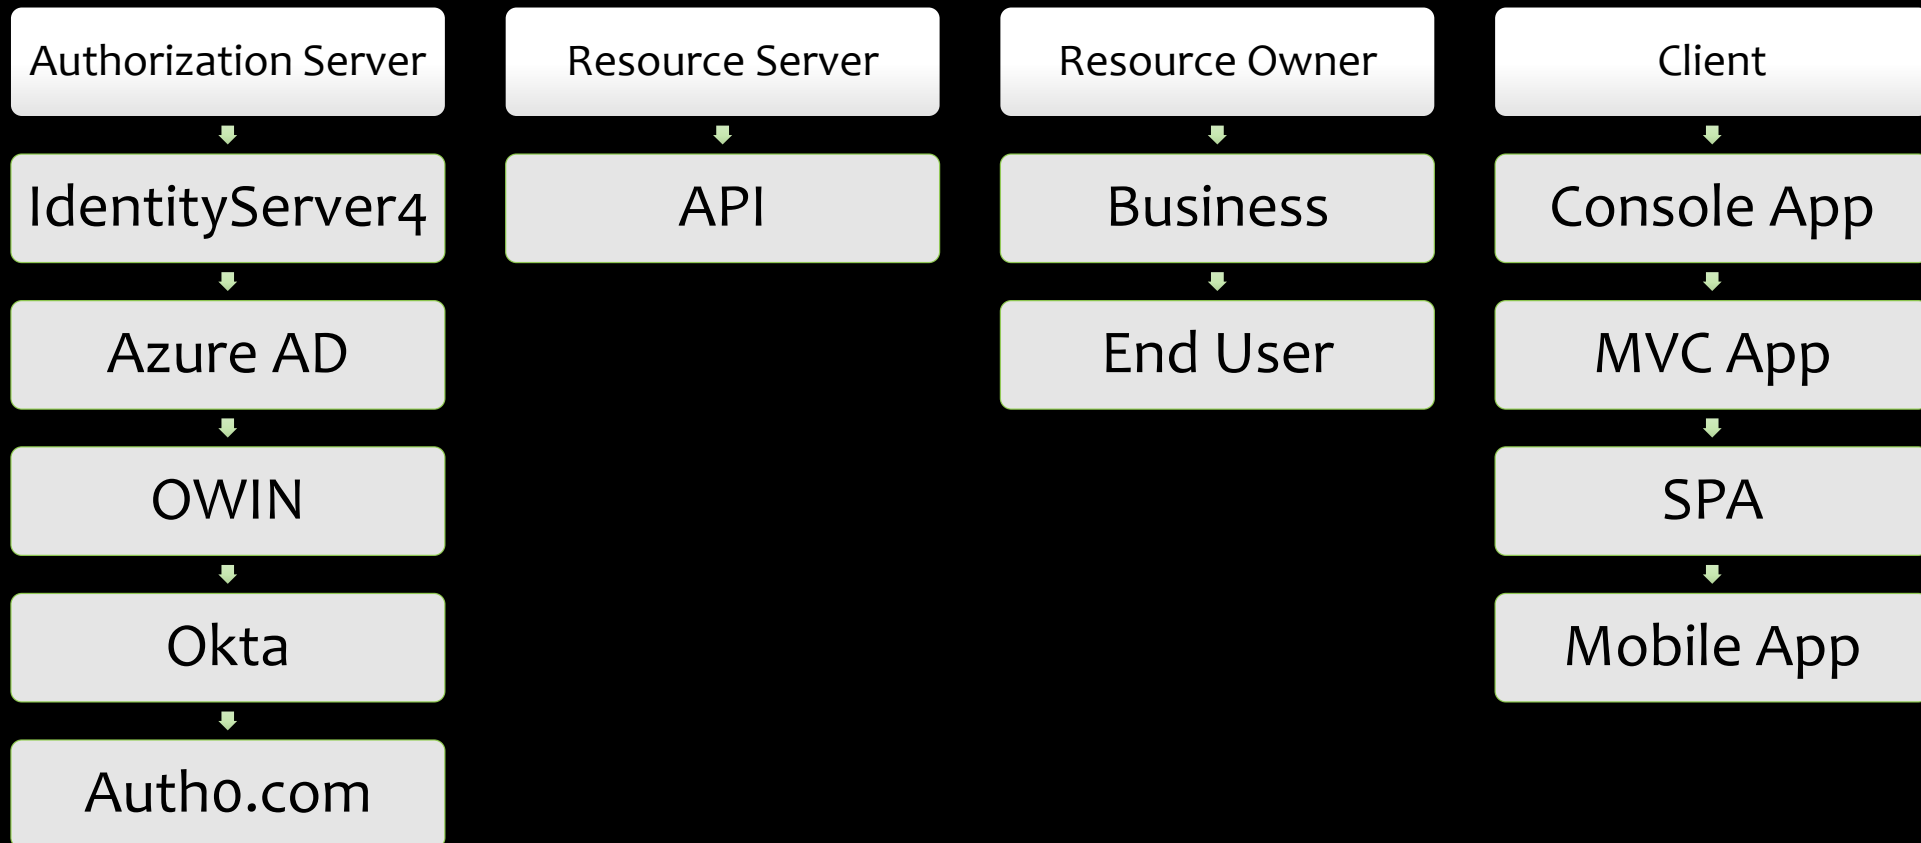 Authorization Server
IdentityServer4
Azure AD
OWIN
Okta
Auth0.com
Resource Server
API
Resource Owner
Business
End User
Client
Console App
MVC App
SPA
Mobile App